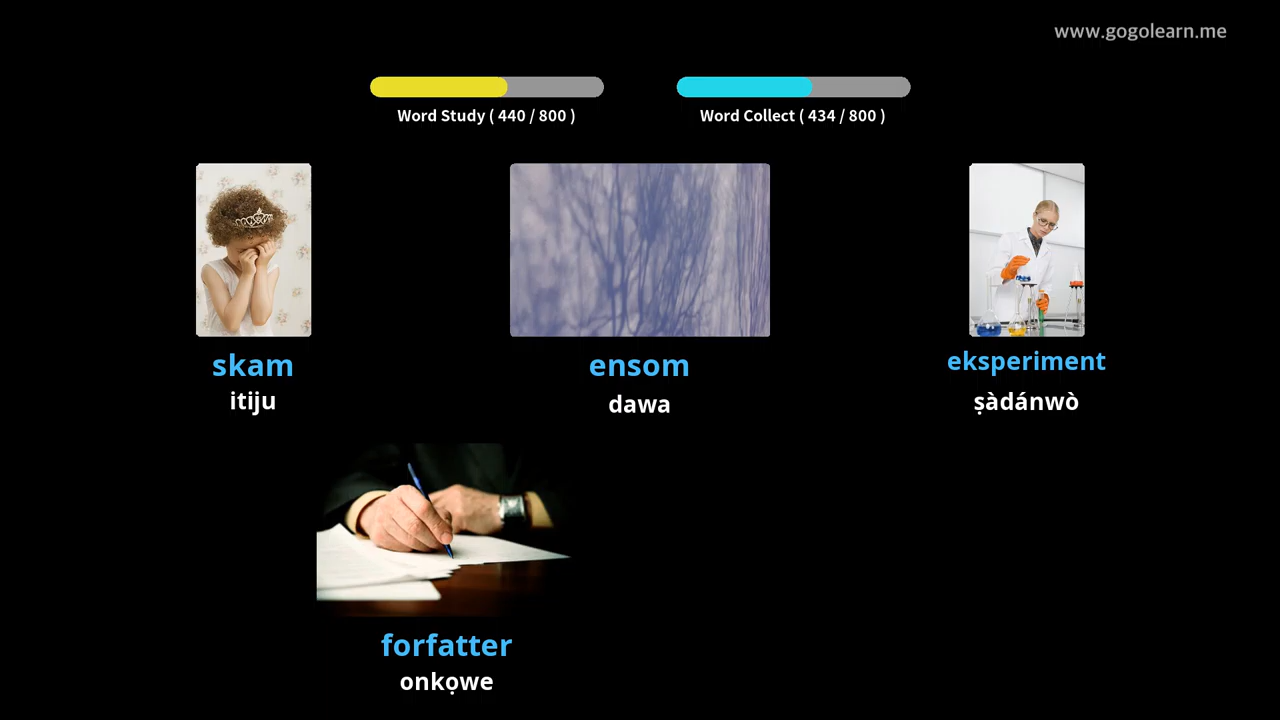 www.gogolearn.me
Word Study ( 440 / 800 )
Word Collect ( 434 / 800 )
skam
itiju
ensom
dawa
eksperiment
ṣàdánwò
forfatter
onkọwe